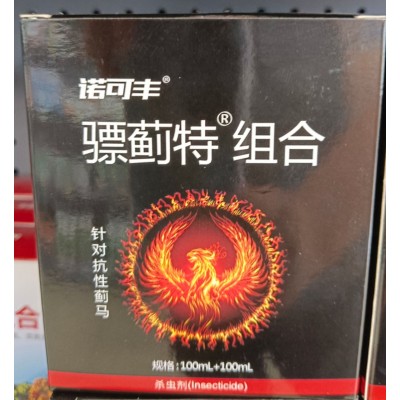 诺可丰®
骠蓟特®组合
针对抗性蓟马
规格:100mL+100mL
杀虫剂(Insecticide)
合